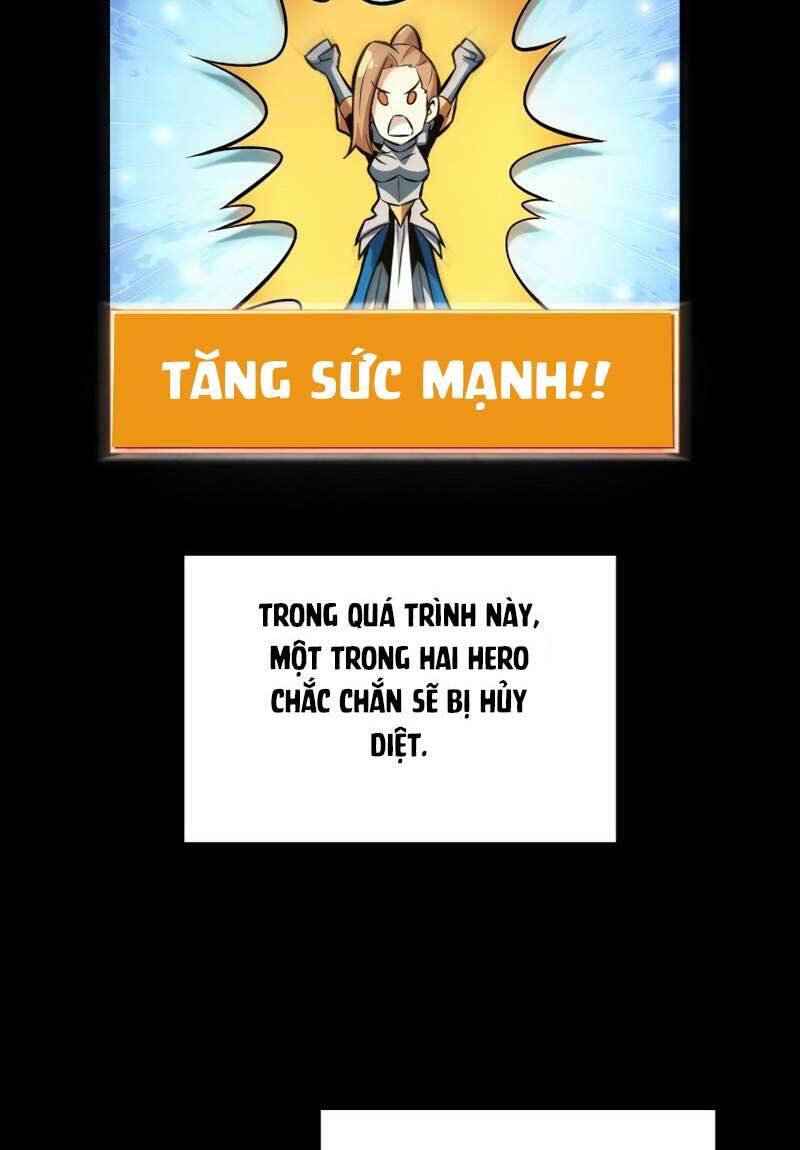 TĂNG SỨC MẠNH!!
TRONG QUÁ TRÌNH NÀY,
MỘT TRONG HAI HERO
CHẮC CHẮN SẼ BỊ HỦY
DIỆT.